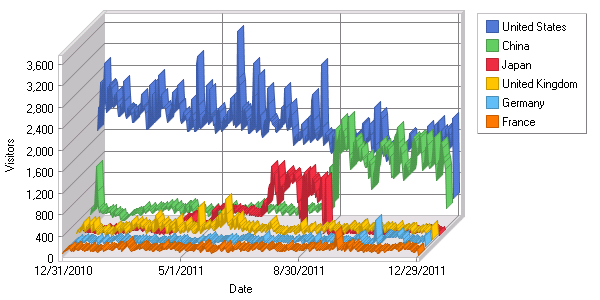 United States
China
Japan
United Kingdom
Germany
France
Visitors
3,600
3,200
2,800
2,400
2,000
1,600
1,200
800
400
0
12/31/2010
5/1/2011
8/30/2011
12/29/2011
Date